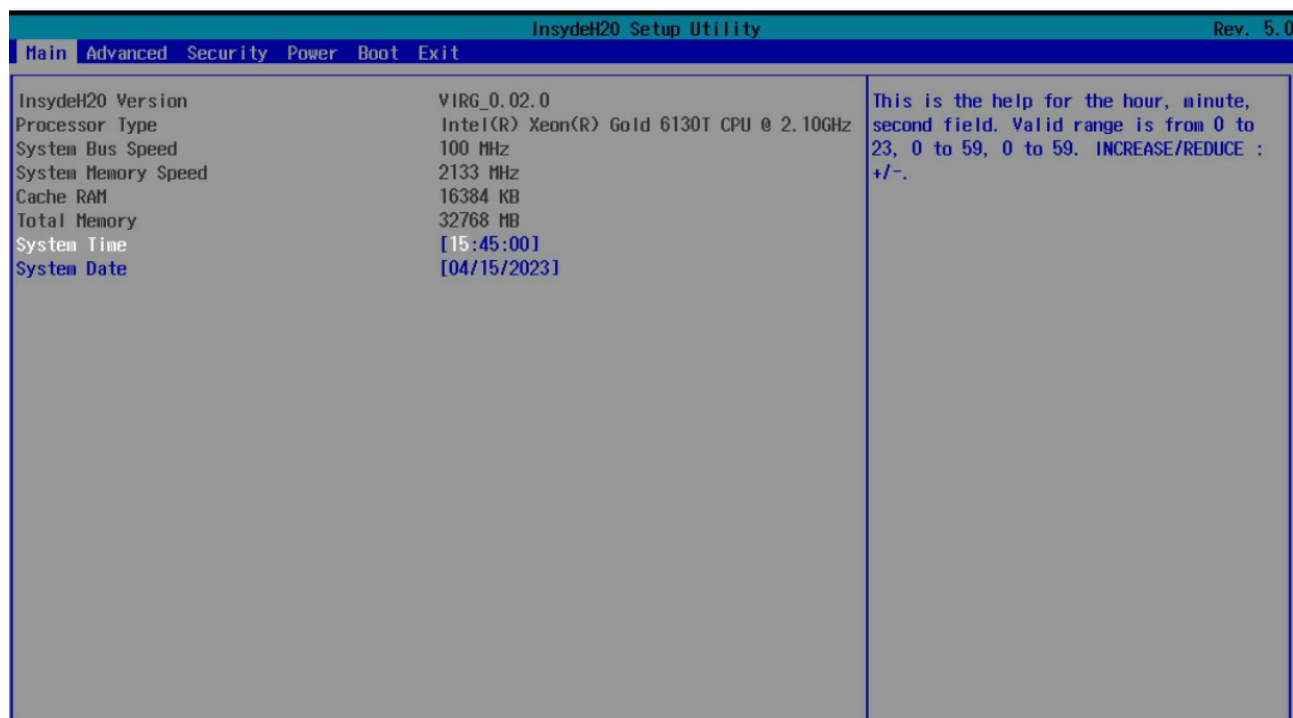 InsydeH20 Setup Utility Rev. 5.0
Main Advanced Security Power Boot Exit
InsydeH20 Version VIRG_0.02.0
Processor Type Intel(R) Xeon(R) Gold 6130T CPU @ 2.10GHz
System Bus Speed 100 MHz
System Memory Speed 2133 MHz
Cache RAM 16384 KB
Total Memory 32768 MB
System Time [15:45:00]
System Date [04/15/2023]
This is the help for the hour, minute,
second field. Valid range is from 0 to
23, 0 to 59, 0 to 59. INCREASE/REDUCE :
+/-.